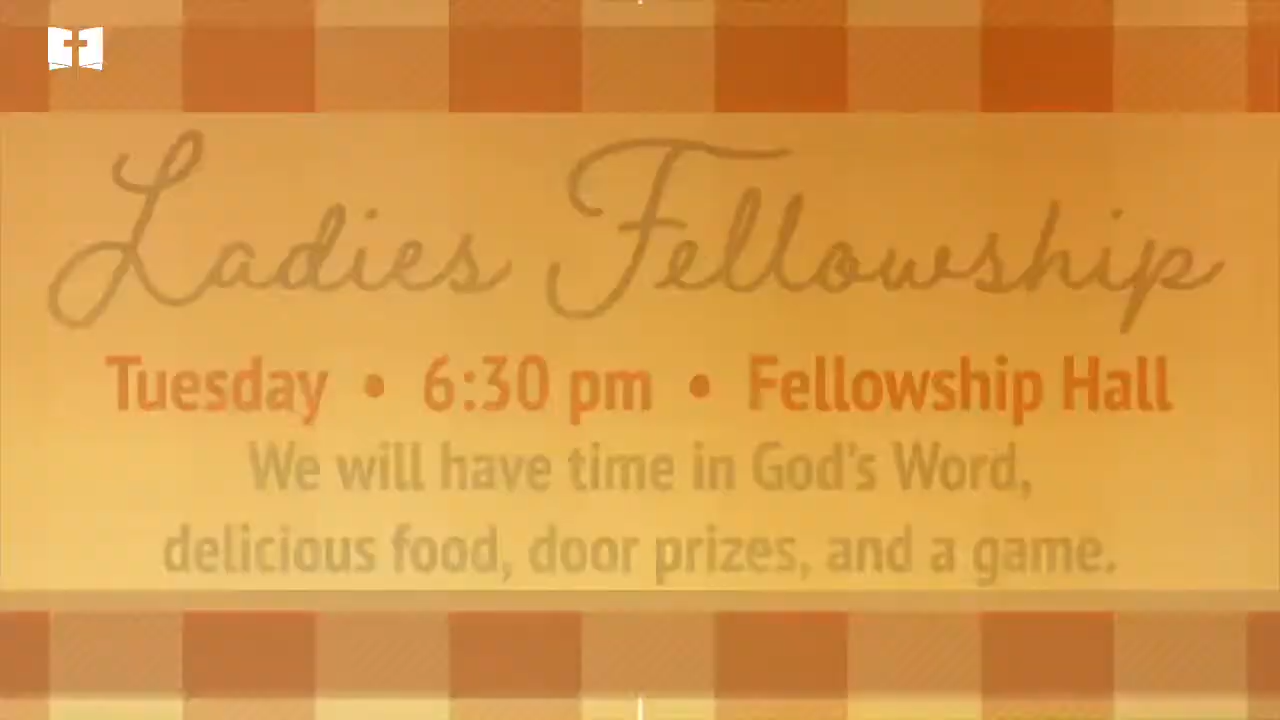 Ladies Fellowship
Tuesday • 6:30 pm • Fellowship Hall
We will have time in God's Word,
delicious food, door prizes, and a game.